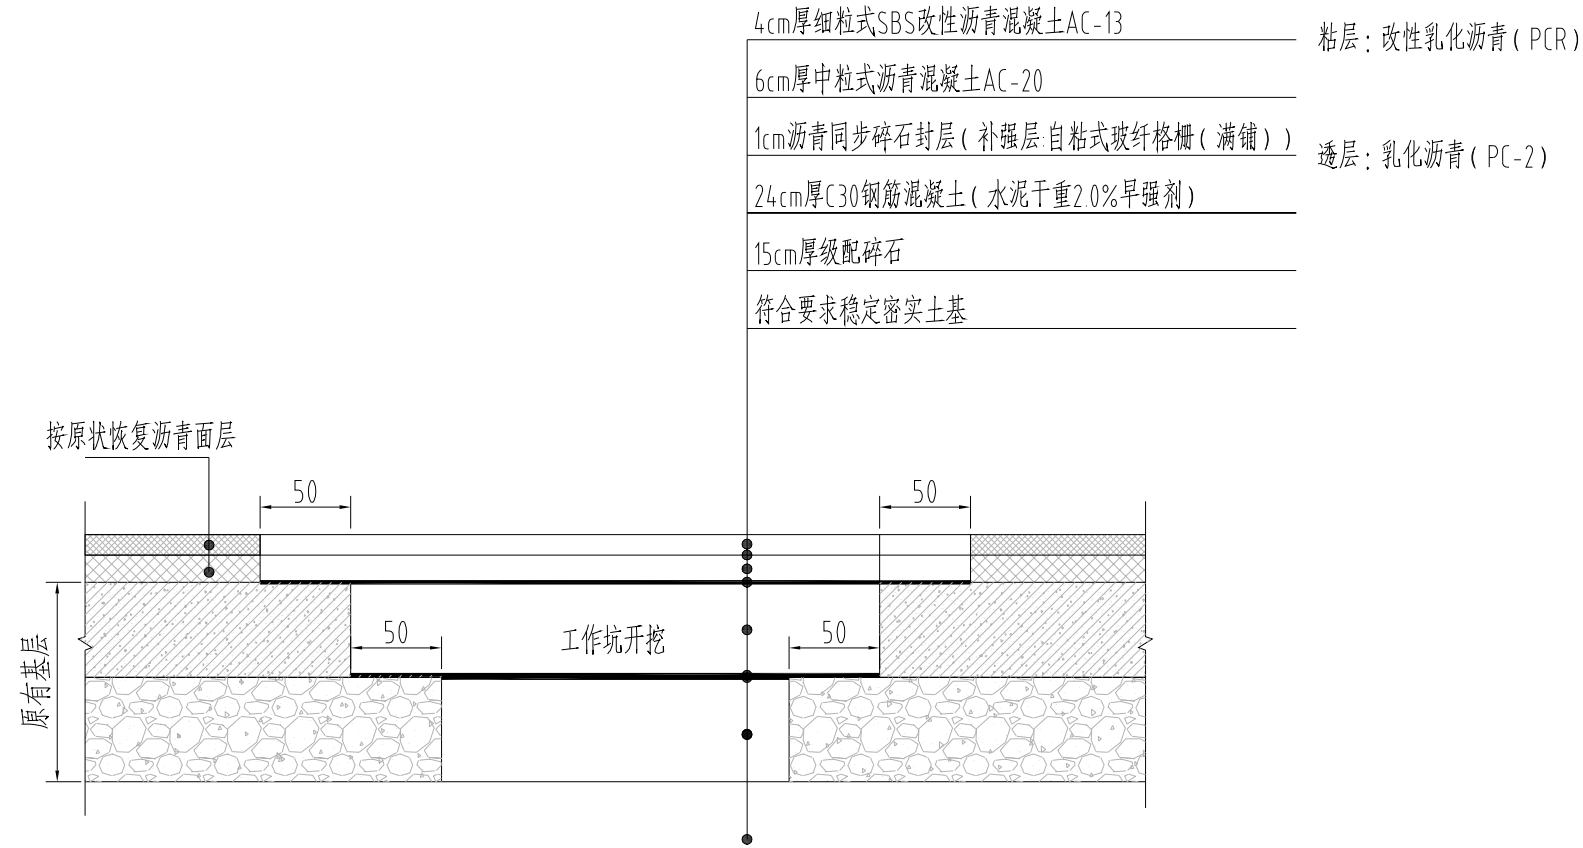 4cm厚细粒式SBS改性沥青混凝土AC-13
粘层：改性乳化沥青(PCR)
6cm厚中粒式沥青混凝土AC-20
1cm沥青同步碎石封层(补强层:自粘式玻纤格栅(满铺))
透层：乳化沥青(PC-2)
24cm厚C30钢筋混凝土(水泥干重2.0%早强剂)
15cm厚级配碎石
符合要求稳定密实土基
按原状恢复沥青面层
50
50
50
工作坑开挖
50
原有基层